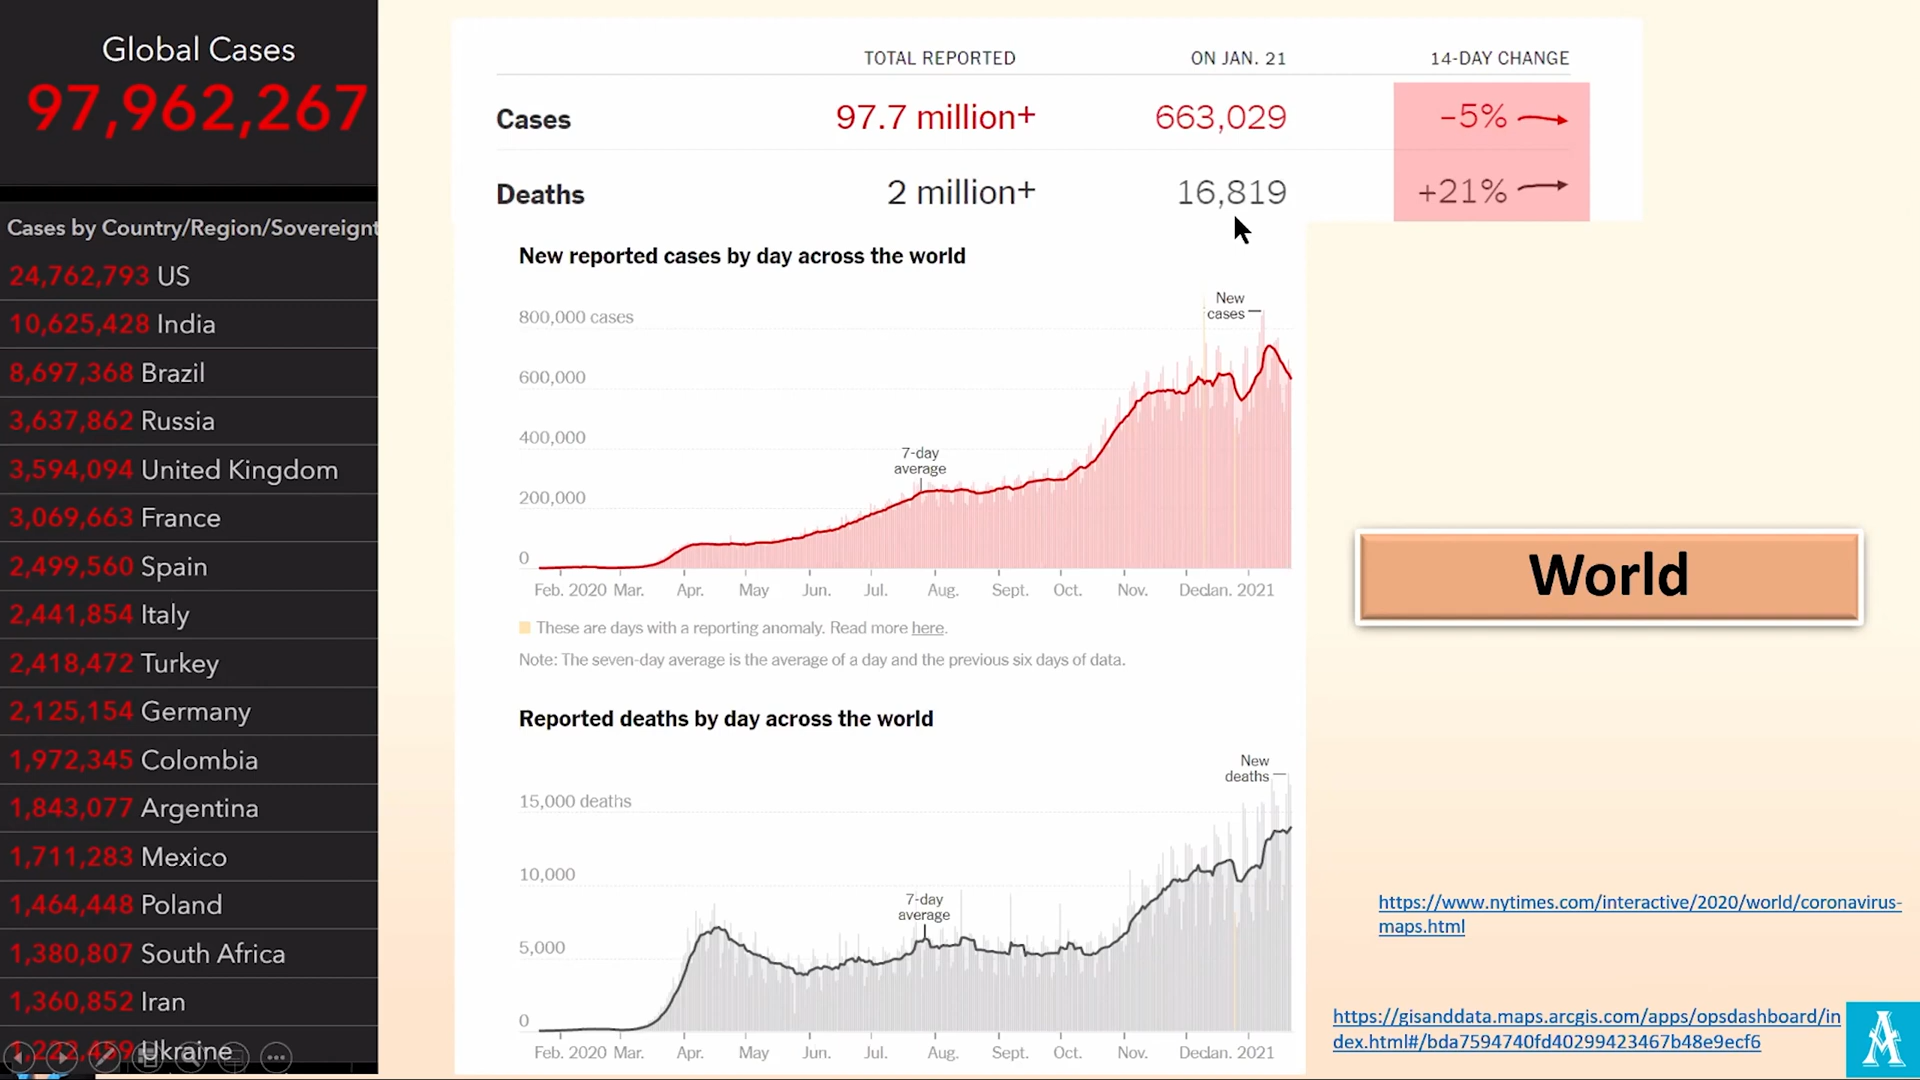 Global Cases
97,962,267
Cases by Country/Region/Sovereignt
24,762,793 US
10,625,428 India
8,697,368 Brazil
3,637,862 Russia
3,594,094 United Kingdom
3,069,663 France
2,499,560 Spain
2,441,854 Italy
2,418,472 Turkey
2,125,154 Germany
1,972,345 Colombia
1,843,077 Argentina
1,711,283 Mexico
1,464,448 Poland
1,380,807 South Africa
1,360,852 Iran
1,222,459 Ukraine
TOTAL REPORTED ON JAN. 21 14-DAY CHANGE
Cases 97.7 million+ 663,029 -5%
Deaths 2 million+ 16,819 +21%
New reported cases by day across the world
New
cases
800,000 cases
600,000
400,000
7-day
average
200,000
0
Feb. 2020 Mar. Apr. May Jun. Jul. Aug. Sept. Oct. Nov. Dec. Jan. 2021
These are days with a reporting anomaly. Read more here.
Note: The seven-day average is the average of a day and the previous six days of data.
Reported deaths by day across the world
New
deaths
15,000 deaths
10,000
7-day
average
5,000
0
Feb. 2020 Mar. Apr. May Jun. Jul. Aug. Sept. Oct. Nov. Dec. Jan. 2021
World
https://www.nytimes.com/interactive/2020/world/coronavirus-
maps.html
https://gisanddata.maps.arcgis.com/apps/opsdashboard/in
dex.html#/bda7594740fd40299423467b48e9ecf6